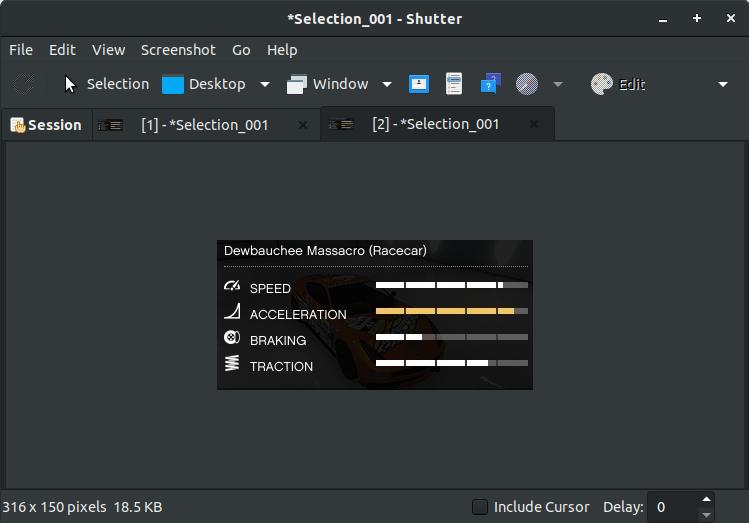 *Selection_001 - Shutter
File Edit View Screenshot Go Help
Selection Desktop Window Edit
Session [1] - *Selection_001 [2] - *Selection_001
Dewbauchee Massacro (Racecar)
SPEED
ACCELERATION
BRAKING
TRACTION
316 x 150 pixels 18.5 KB Include Cursor Delay: 0